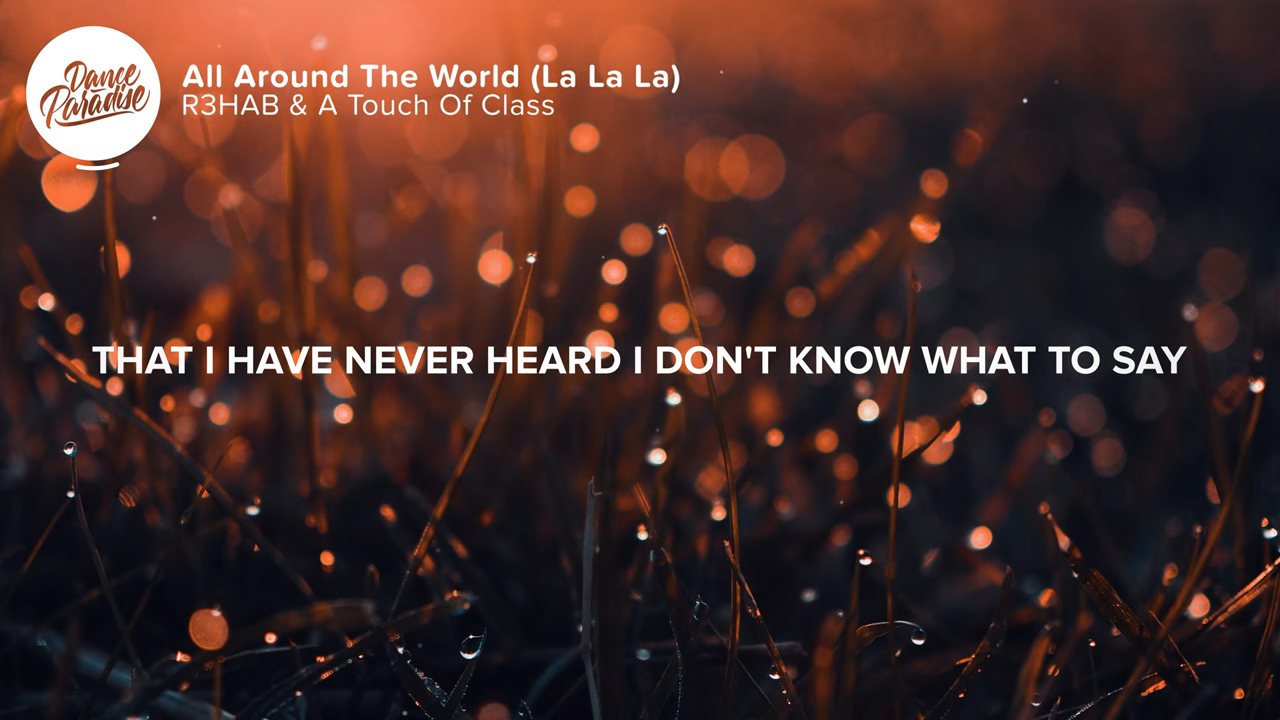 Dance
Paradise
All Around The World (La La La)
R3HAB & A Touch Of Class
THAT I HAVE NEVER HEARD I DON'T KNOW WHAT TO SAY